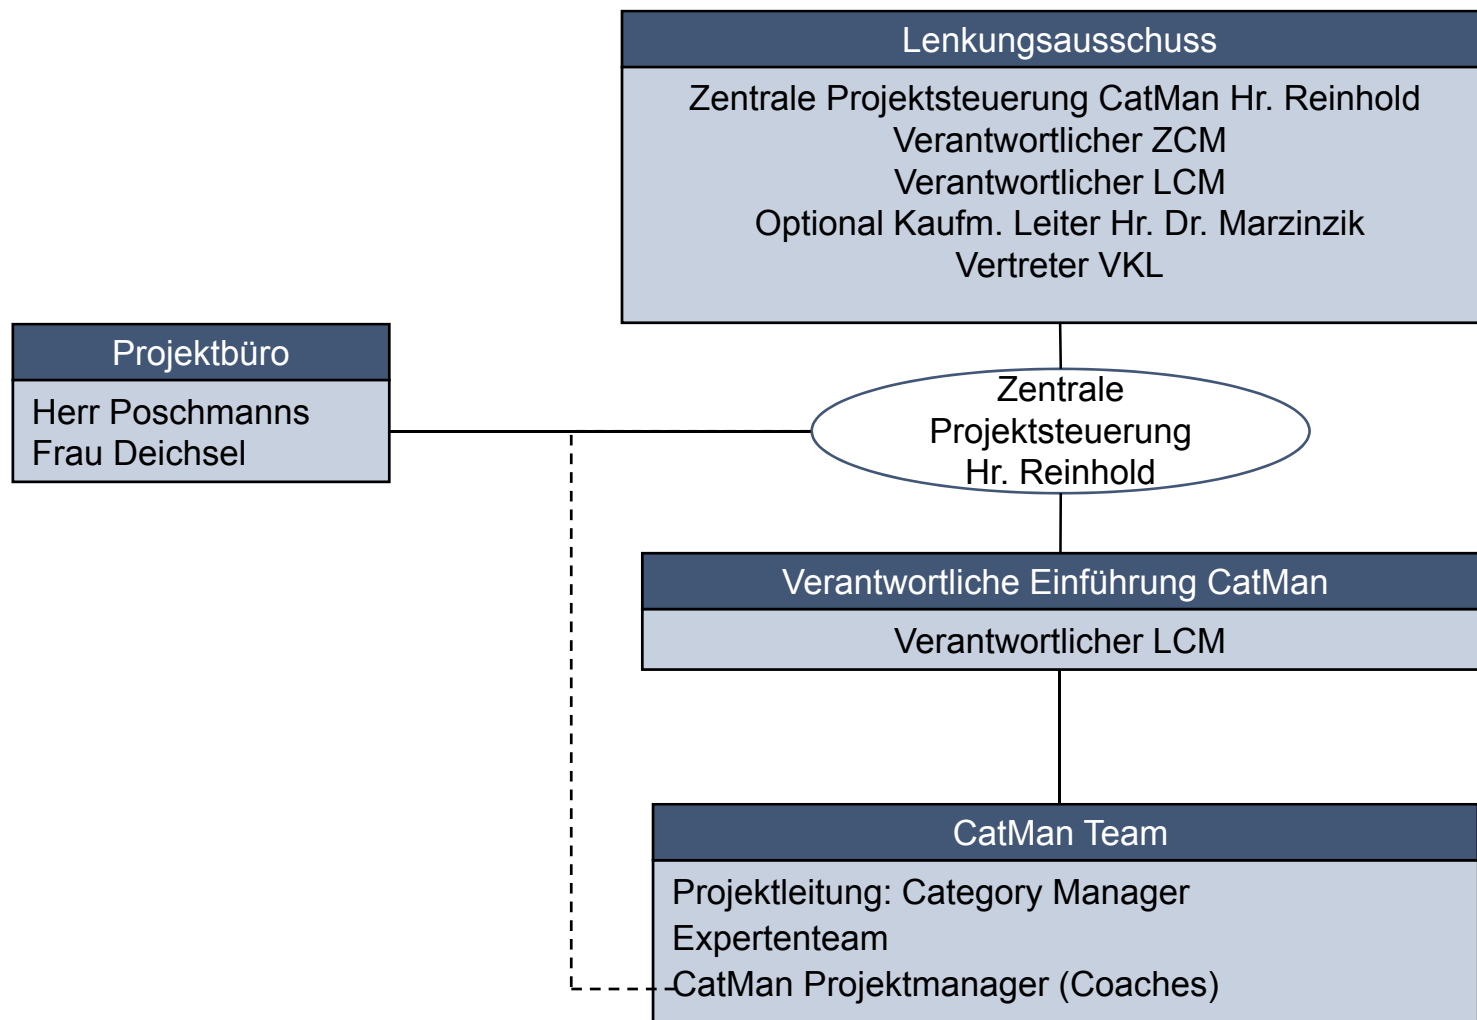 Lenkungsausschuss
Zentrale Projektsteuerung CatMan Hr. Reinhold
Verantwortlicher ZCM
Verantwortlicher LCM
Optional Kaufm. Leiter Hr. Dr. Marzinzik
Vertreter VKL
Projektbüro
Herr Poschmanns
Frau Deichsel
Zentrale
Projektsteuerung
Hr. Reinhold
Verantwortliche Einführung CatMan
Verantwortlicher LCM
CatMan Team
Projektleitung: Category Manager
Expertenteam
CatMan Projektmanager (Coaches)